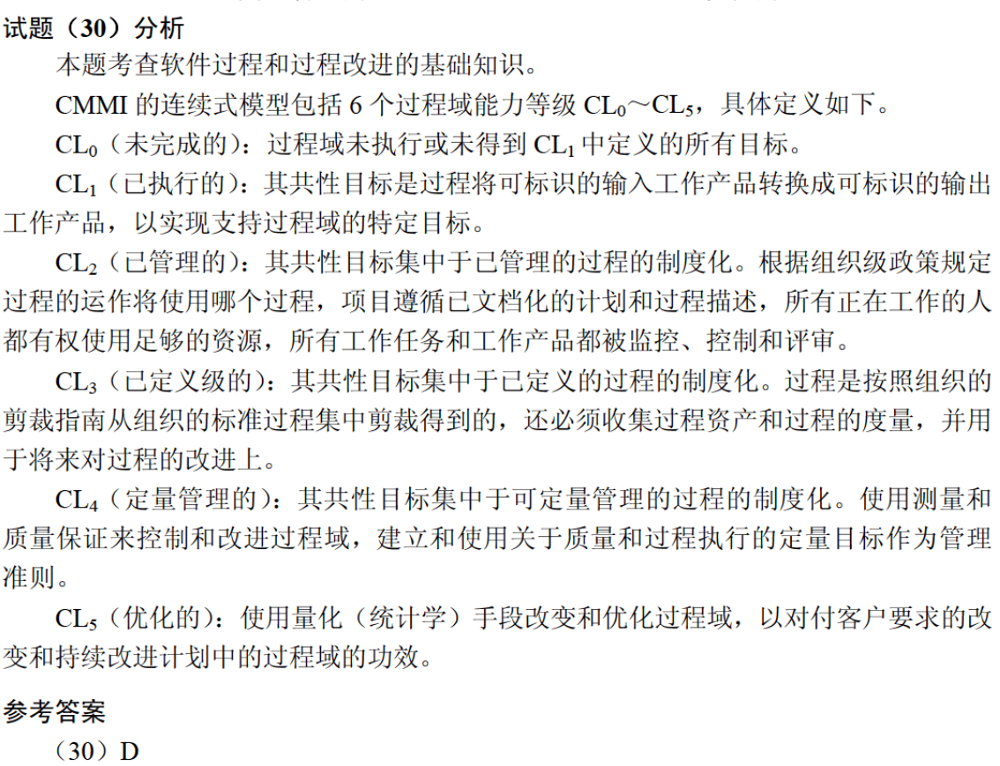 试题（30）分析
本题考查软件过程和过程改进的基础知识。
CMMI 的连续式模型包括 6 个过程域能力等级 CL₀～CL₅，具体定义如下。
CL₀（未完成的）：过程域未执行或未得到 CL₁ 中定义的所有目标。
CL₁（已执行的）：其共性目标是过程将可标识的输入工作产品转换成可标识的输出
工作产品，以实现支持过程域的特定目标。
CL₂（已管理的）：其共性目标集中于已管理的过程的制度化。根据组织级政策规定
过程的运作将使用哪个过程，项目遵循已文档化的计划和过程描述，所有正在工作的人
都有权使用足够的资源，所有工作任务和工作产品都被监控、控制和评审。
CL₃（已定义级的）：其共性目标集中于已定义的过程的制度化。过程是按照组织的
剪裁指南从组织的标准过程集中剪裁得到的，还必须收集过程资产和过程的度量，并用
于将来对过程的改进上。
CL₄（定量管理的）：其共性目标集中于可定量管理的过程的制度化。使用测量和
质量保证来控制和改进过程域，建立和使用关于质量和过程执行的定量目标作为管理
准则。
CL₅（优化的）：使用量化（统计学）手段改变和优化过程域，以对付客户要求的改
变和持续改进计划中的过程域的功效。
参考答案
（30）D